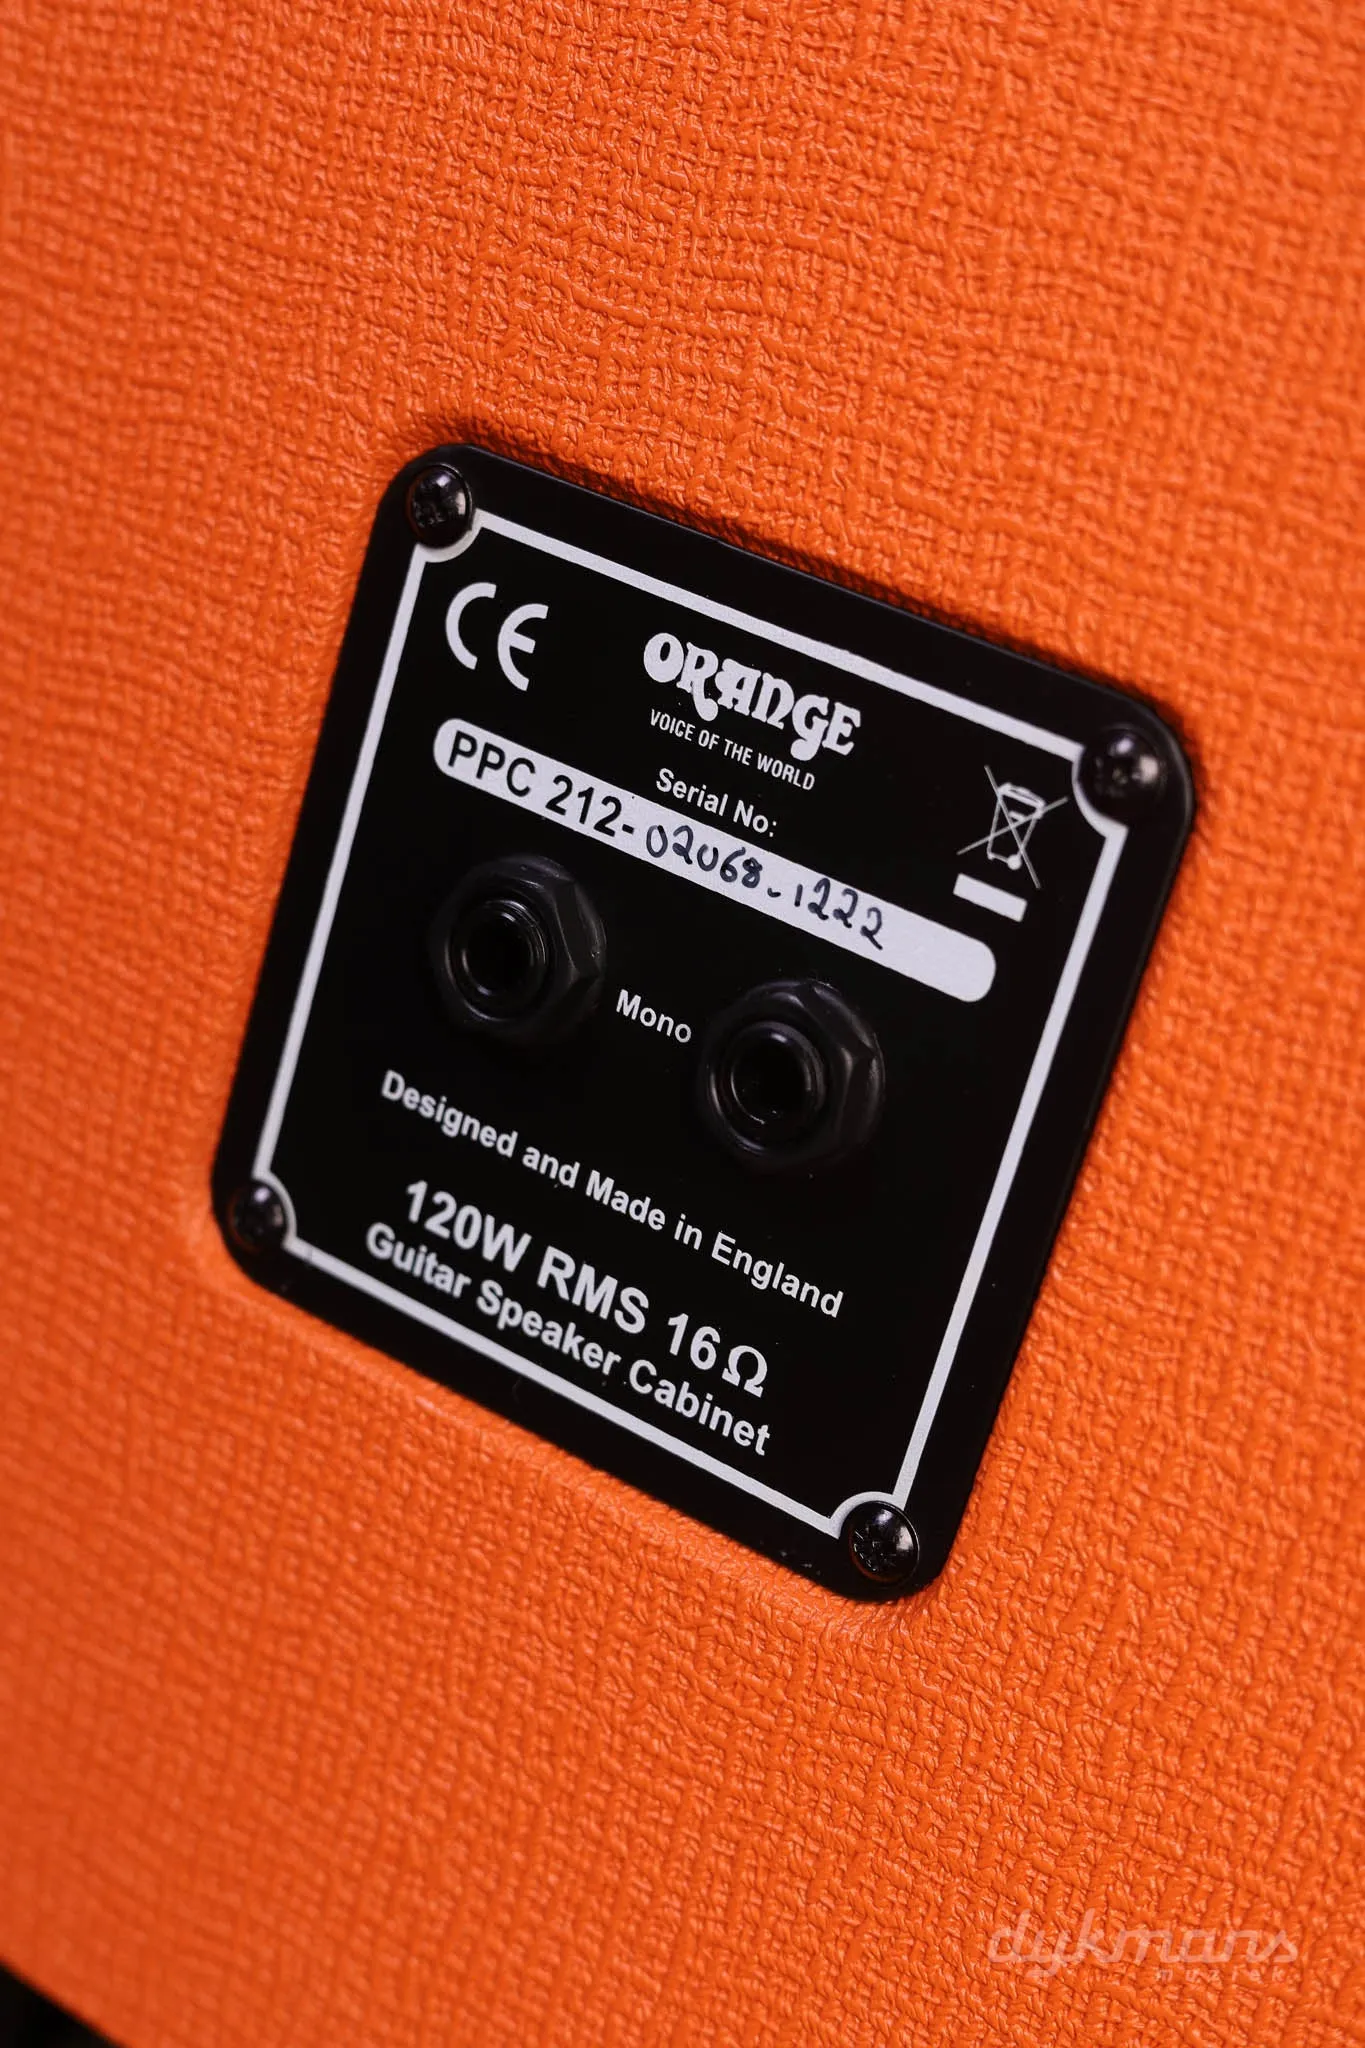 CE
ORANGE
VOICE OF THE WORLD
Serial No:
PPC 212-02068-1222
Mono
Designed and Made in England
120W RMS 16Ω
Guitar Speaker Cabinet
dykmans
muziek